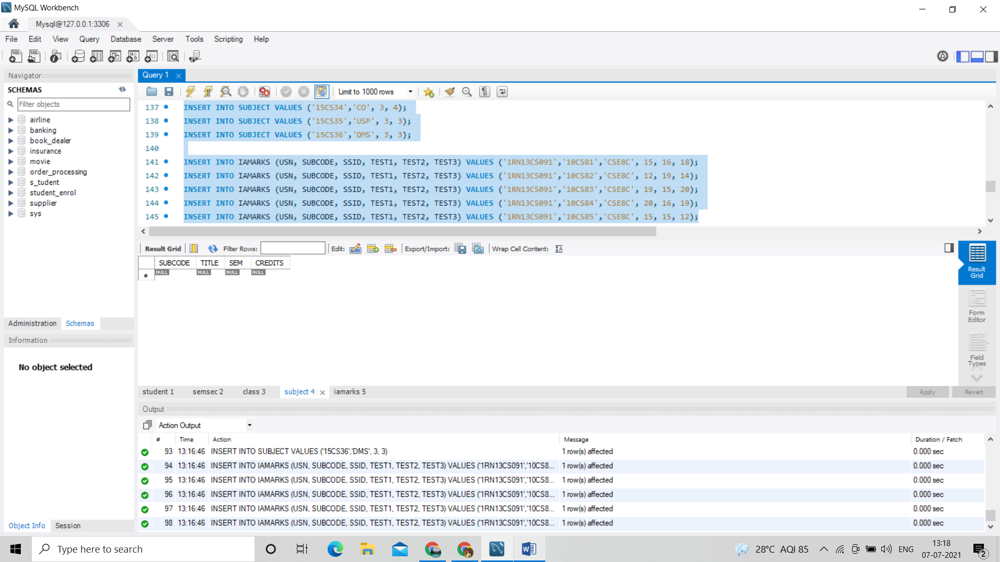 MySQL Workbench
Mysql@127.0.0.1:3306
File Edit View Query Database Server Tools Scripting Help
Navigator
SCHEMAS
Filter objects
airline
banking
book_dealer
insurance
movie
order_processing
s_tudent
student_enrol
supplier
sys
Administration Schemas
Information
No object selected
Object Info Session
Query 1
Limit to 1000 rows
137 INSERT INTO SUBJECT VALUES ('15CS34','CO', 3, 4);
138 INSERT INTO SUBJECT VALUES ('15CS35','USP', 3, 3);
139 INSERT INTO SUBJECT VALUES ('15CS36','DMS', 3, 3);
140
141 INSERT INTO IAMARKS (USN, SUBCODE, SSID, TEST1, TEST2, TEST3) VALUES ('1RN13CS091','10CS81','CSE8C', 15, 16, 18);
142 INSERT INTO IAMARKS (USN, SUBCODE, SSID, TEST1, TEST2, TEST3) VALUES ('1RN13CS091','10CS82','CSE8C', 12, 19, 14);
143 INSERT INTO IAMARKS (USN, SUBCODE, SSID, TEST1, TEST2, TEST3) VALUES ('1RN13CS091','10CS83','CSE8C', 19, 15, 20);
144 INSERT INTO IAMARKS (USN, SUBCODE, SSID, TEST1, TEST2, TEST3) VALUES ('1RN13CS091','10CS84','CSE8C', 20, 16, 19);
145 INSERT INTO IAMARKS (USN, SUBCODE, SSID, TEST1, TEST2, TEST3) VALUES ('1RN13CS091','10CS85','CSE8C', 15, 15, 12);
Result Grid Filter Rows: Edit: Export/Import: Wrap Cell Content:
SUBCODE TITLE SEM CREDITS
NULL NULL NULL NULL
Result
Grid
Form
Editor
Field
Types
student 1 semsec 2 class 3 subject 4 iamarks 5
Apply Revert
Output
Action Output
# Time Action Message Duration / Fetch
93 13:16:46 INSERT INTO SUBJECT VALUES ('15CS36','DMS', 3, 3) 1 row(s) affected 0.000 sec
94 13:16:46 INSERT INTO IAMARKS (USN, SUBCODE, SSID, TEST1, TEST2, TEST3) VALUES ('1RN13CS091','10CS8... 1 row(s) affected 0.000 sec
95 13:16:46 INSERT INTO IAMARKS (USN, SUBCODE, SSID, TEST1, TEST2, TEST3) VALUES ('1RN13CS091','10CS8... 1 row(s) affected 0.000 sec
96 13:16:46 INSERT INTO IAMARKS (USN, SUBCODE, SSID, TEST1, TEST2, TEST3) VALUES ('1RN13CS091','10CS8... 1 row(s) affected 0.000 sec
97 13:16:46 INSERT INTO IAMARKS (USN, SUBCODE, SSID, TEST1, TEST2, TEST3) VALUES ('1RN13CS091','10CS8... 1 row(s) affected 0.000 sec
98 13:16:46 INSERT INTO IAMARKS (USN, SUBCODE, SSID, TEST1, TEST2, TEST3) VALUES ('1RN13CS091','10CS8... 1 row(s) affected 0.000 sec
Type here to search
28°C AQI 85 ENG
13:18
07-07-2021
2